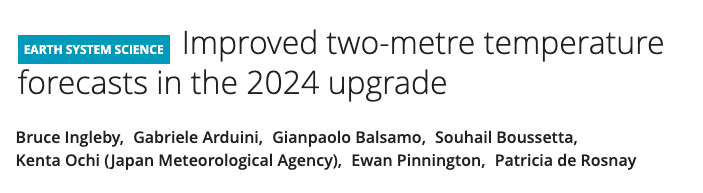 EARTH SYSTEM SCIENCE Improved two-metre temperature
forecasts in the 2024 upgrade
Bruce Ingleby, Gabriele Arduini, Gianpaolo Balsamo, Souhail Boussetta,
Kenta Ochi (Japan Meteorological Agency), Ewan Pinnington, Patricia de Rosnay